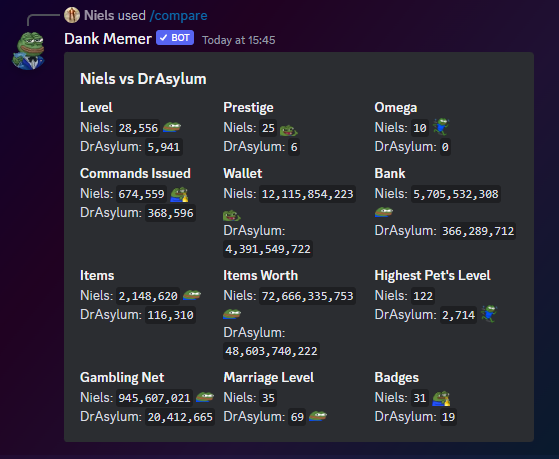 Niels used /compare
Dank Memer ✓ BOT Today at 15:45
Niels vs DrAsylum
Level
Niels: 28,556
DrAsylum: 5,941
Prestige
Niels: 25
DrAsylum: 6
Omega
Niels: 10
DrAsylum: 0
Commands Issued
Niels: 674,559
DrAsylum: 368,596
Wallet
Niels: 12,115,854,223
DrAsylum:
4,391,549,722
Bank
Niels: 5,705,532,308
DrAsylum: 366,289,712
Items
Niels: 2,148,620
DrAsylum: 116,310
Items Worth
Niels: 72,666,335,753
DrAsylum:
48,603,740,222
Highest Pet's Level
Niels: 122
DrAsylum: 2,714
Gambling Net
Niels: 945,607,021
DrAsylum: 20,412,665
Marriage Level
Niels: 35
DrAsylum: 69
Badges
Niels: 31
DrAsylum: 19